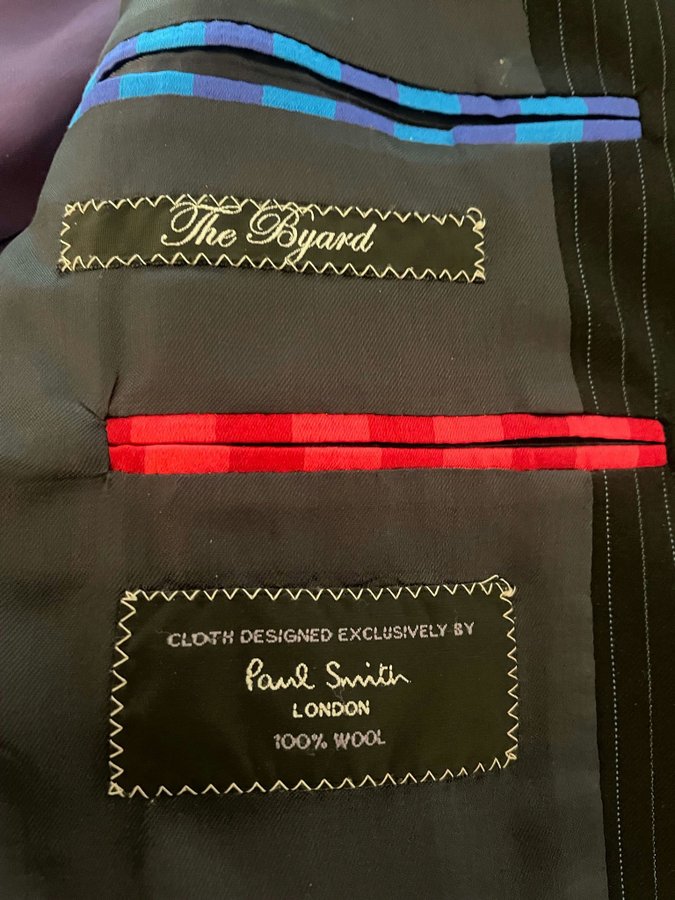 The Byard
CLOTH DESIGNED EXCLUSIVELY BY
Paul Smith
LONDON
100% WOOL